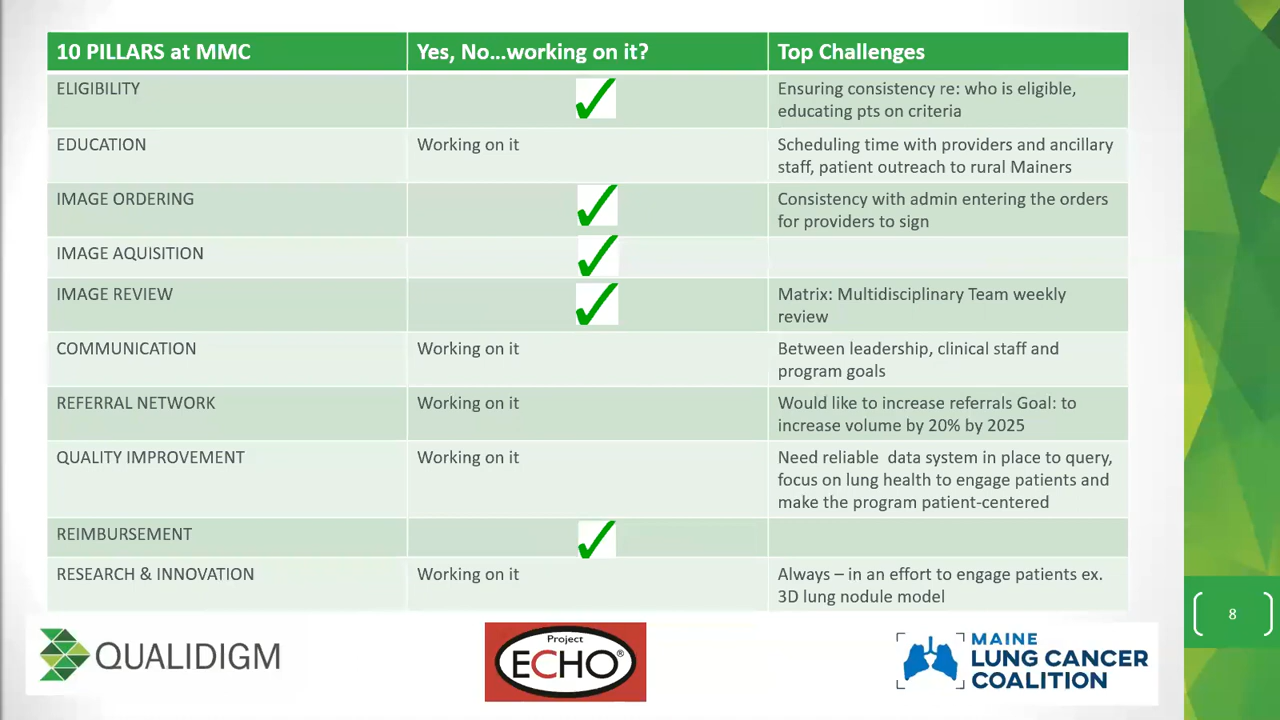 10 PILLARS at MMC
Yes, No...working on it?
Top Challenges
ELIGIBILITY
Ensuring consistency re: who is eligible,
educating pts on criteria
EDUCATION
Working on it
Scheduling time with providers and ancillary
staff, patient outreach to rural Mainers
IMAGE ORDERING
Consistency with admin entering the orders
for providers to sign
IMAGE AQUISITION
IMAGE REVIEW
Matrix: Multidisciplinary Team weekly
review
COMMUNICATION
Working on it
Between leadership, clinical staff and
program goals
REFERRAL NETWORK
Working on it
Would like to increase referrals Goal: to
increase volume by 20% by 2025
QUALITY IMPROVEMENT
Working on it
Need reliable  data system in place to query,
focus on lung health to engage patients and
make the program patient-centered
REIMBURSEMENT
RESEARCH & INNOVATION
Working on it
Always – in an effort to engage patients ex.
3D lung nodule model
8
QUALIDIGM
Project
ECHO®
MAINE
LUNG CANCER
COALITION